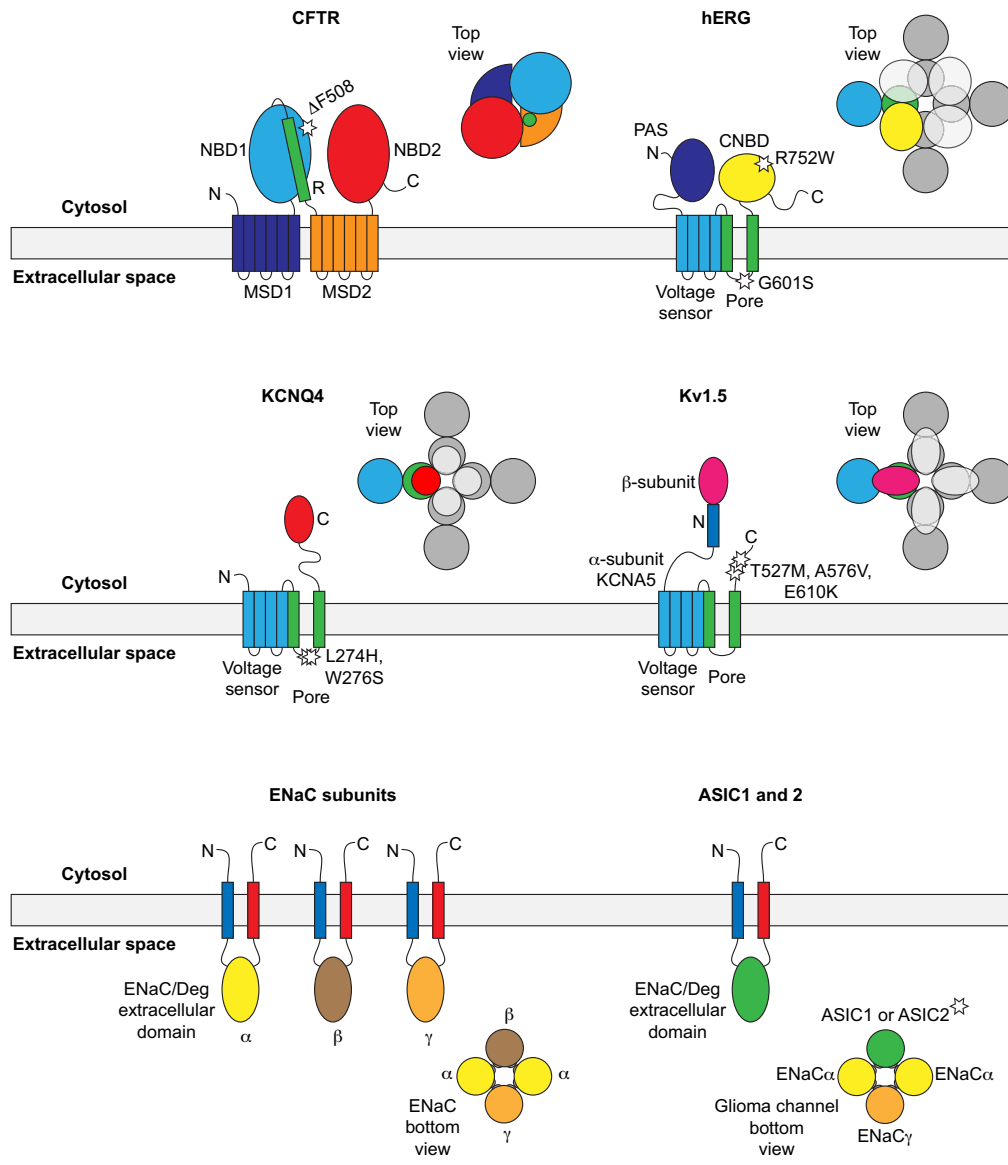 CFTR
Top
view
ΔF508
NBD1
NBD2
R
N
C
Cytosol
Extracellular space
MSD1
MSD2
hERG
Top
view
PAS
N
CNBD
R752W
C
G601S
Voltage
sensor
Pore
KCNQ4
Top
view
C
N
Cytosol
Extracellular space
Voltage
sensor
L274H,
W276S
Pore
Kv1.5
Top
view
β-subunit
N
α-subunit
KCNA5
C
T527M, A576V,
E610K
Voltage
sensor
Pore
ENaC subunits
N
C
N
C
N
C
Cytosol
Extracellular space
ENaC/Deg
extracellular
domain
α
β
γ
β
α
α
ENaC
bottom
view
γ
ASIC1 and 2
N
C
ENaC/Deg
extracellular
domain
ASIC1 or ASIC2
ENaCα
ENaCα
Glioma channel
bottom
view
ENaCγ